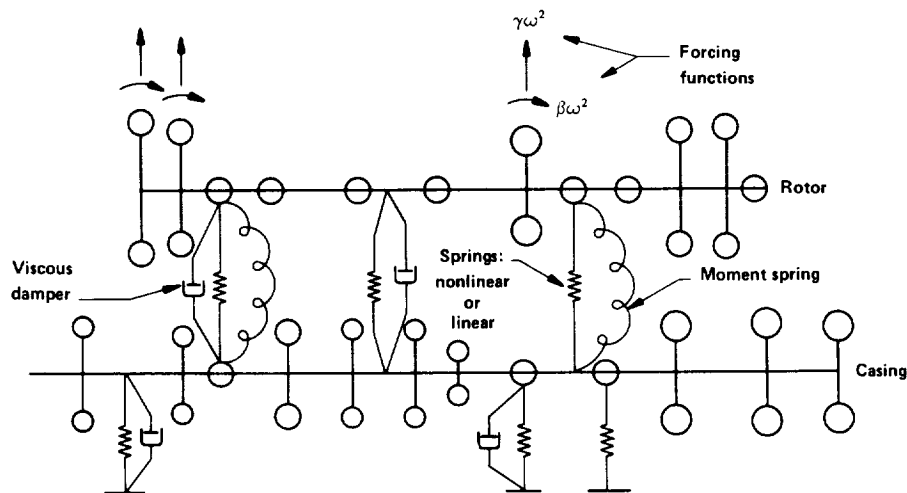 γω²
Forcing
functions
βω²
Rotor
Viscous
damper
Springs:
nonlinear
or
linear
Moment spring
Casing